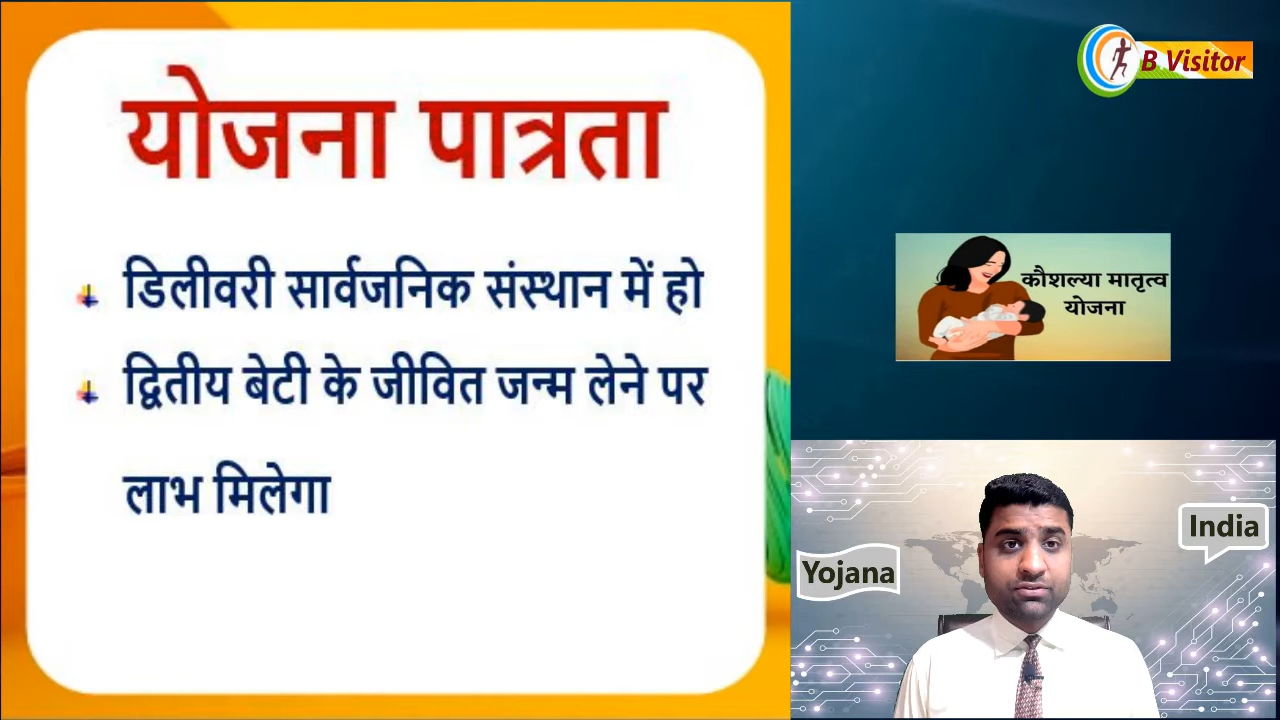 योजना पात्रता
डिलीवरी सार्वजनिक संस्थान में हो
द्वितीय बेटी के जीवित जन्म लेने पर
लाभ मिलेगा
B Visitor
कौशल्या मातृत्व
योजना
India
Yojana